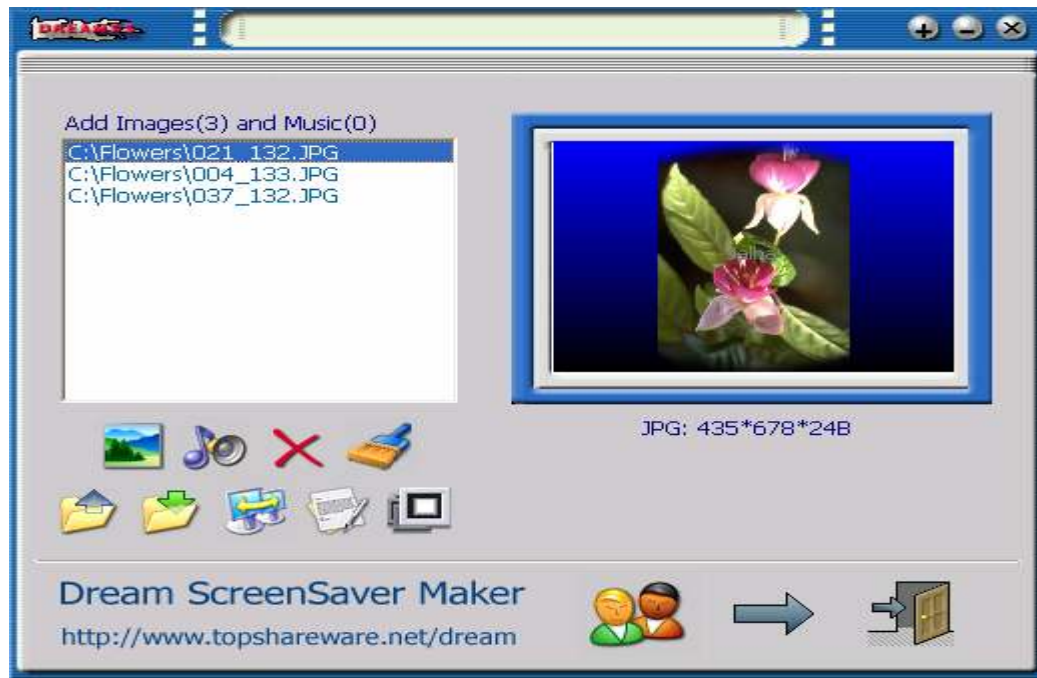 DREAMSS
Add Images(3) and Music(0)
C:\Flowers\021_132.JPG
C:\Flowers\004_133.JPG
C:\Flowers\037_132.JPG
JPG: 435*678*24B
Dream ScreenSaver Maker
http://www.topshareware.net/dream